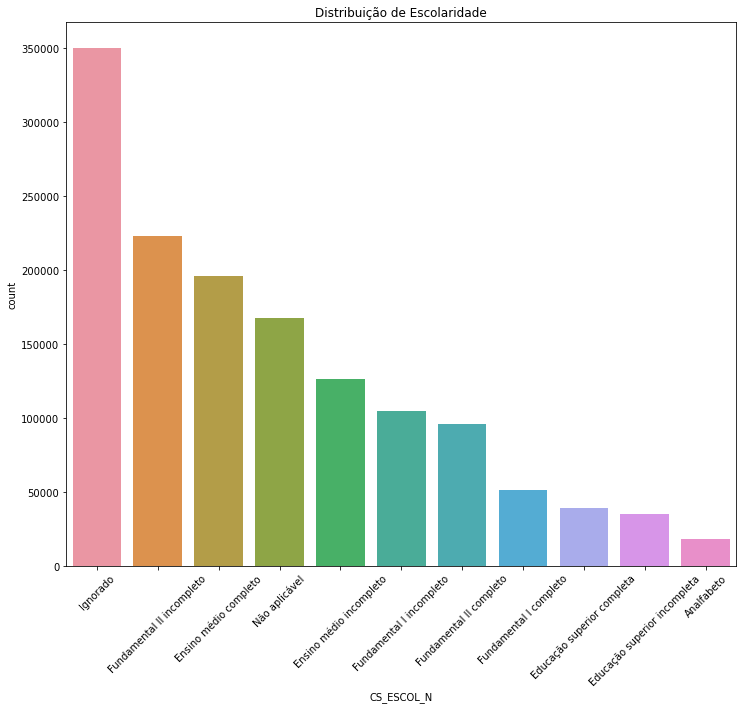 Distribuição de Escolaridade
350000
300000
250000
200000
150000
100000
50000
0
count
Ignorado
Fundamental II incompleto
Ensino médio completo
Não aplicável
Ensino médio incompleto
Fundamental I incompleto
Fundamental II completo
Fundamental I completo
Educação superior completa
Educação superior incompleta
Analfabeto
CS_ESCOL_N